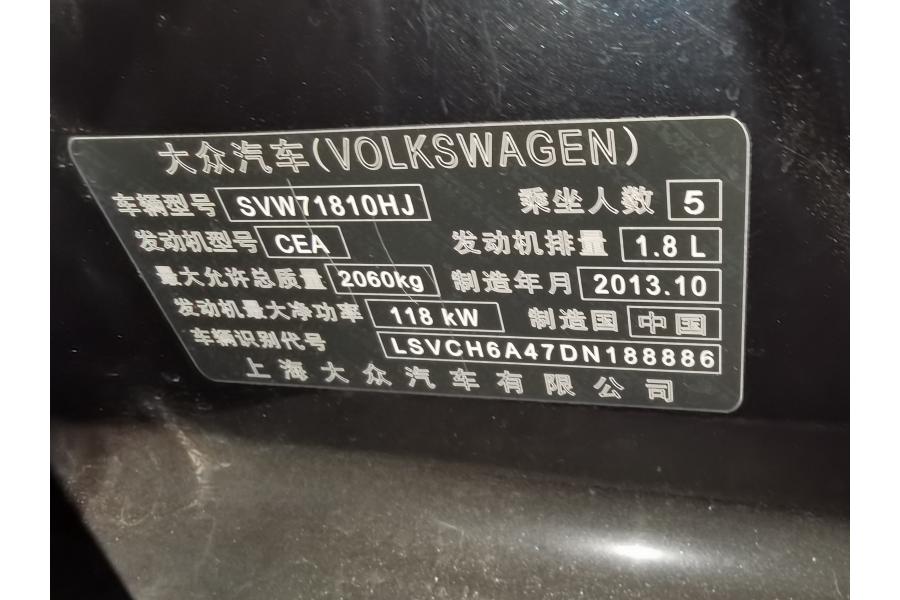 大众汽车(VOLKSWAGEN)
车辆型号 SVW71810HJ 乘坐人数 5
发动机型号 CEA 发动机排量 1.8 L
最大允许总质量 2060kg 制造年月 2013.10
发动机最大净功率 118 kW 制造国 中国
车辆识别代号 LSVCH6A47DN188886
上海大众汽车有限公司